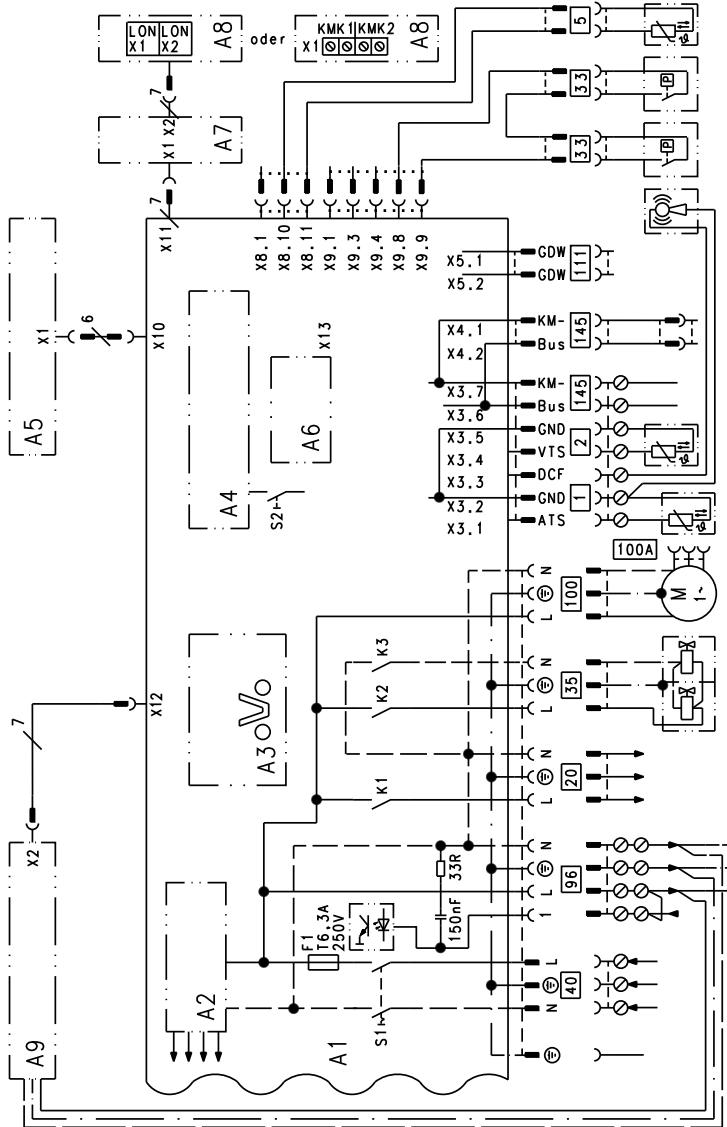 LON LON
X1 X2
A8
oder
KMK1 KMK2
X1
A8
5
ϑ
7
X2
X1
A7
33
P
33
P
7
X11
X8.1
X8.10
X8.11
X9.1
X9.3
X9.4
X9.8
X9.9
A5
X1
6
X10
X5.1 GDW
X5.2 GDW
111
X13
A6
A4
S2
X4.1 KM-
X4.2 Bus
145
X3.7 KM-
X3.6 Bus
145
X3.5 GND
X3.4 VTS
2
ϑ
X3.3 DCF
X3.2 GND
X3.1 ATS
1
ϑ
100A
M
1~
N
L
100
X12
7
A3
K3
K2
N
L
35
K1
N
L
20
A9
X2
A2
A1
F1
T6,3A
250V
150nF
33R
S1
N
L
1
96
L
N
40